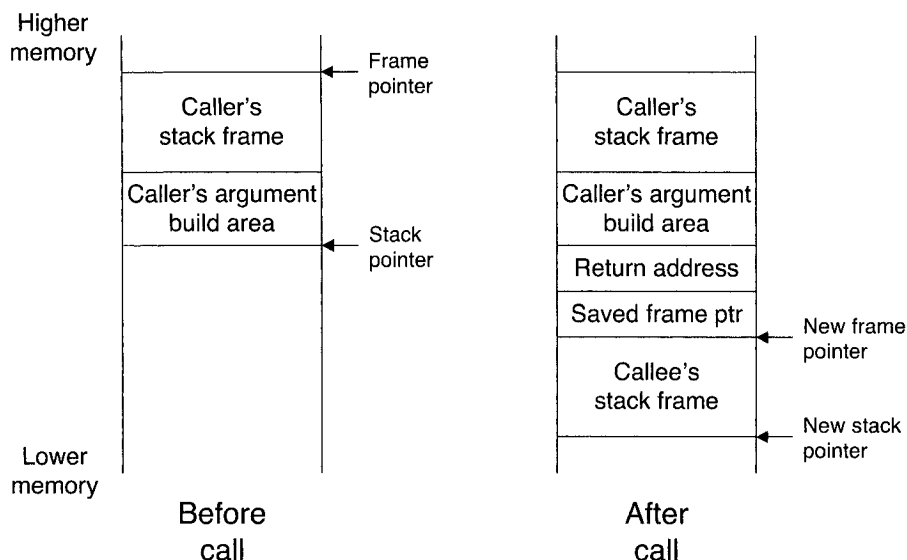 Higher
memory
Frame
pointer
Caller's
stack frame
Caller's argument
build area
Stack
pointer
Lower
memory
Before
call
Caller's
stack frame
Caller's argument
build area
Return address
Saved frame ptr
New frame
pointer
Callee's
stack frame
New stack
pointer
After
call